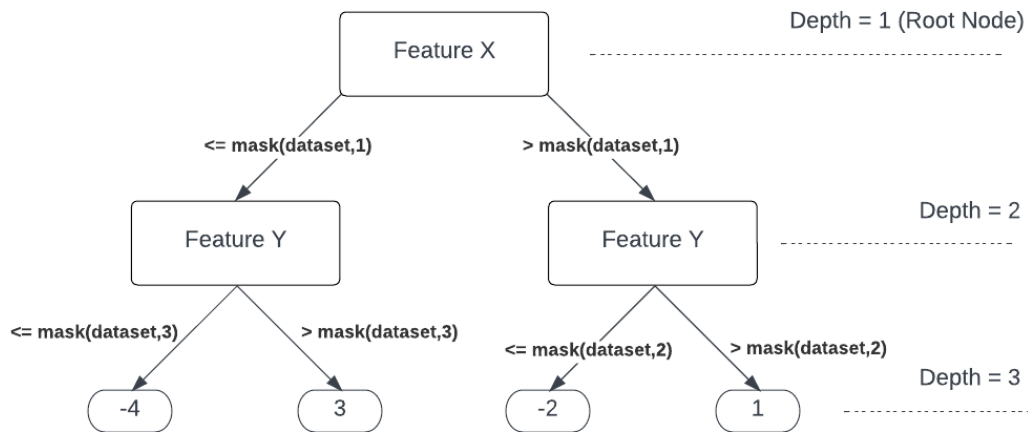 Depth = 1 (Root Node)
Feature X
<= mask(dataset,1)
> mask(dataset,1)
Depth = 2
Feature Y
Feature Y
<= mask(dataset,3)
> mask(dataset,3)
<= mask(dataset,2)
> mask(dataset,2)
Depth = 3
-4
3
-2
1